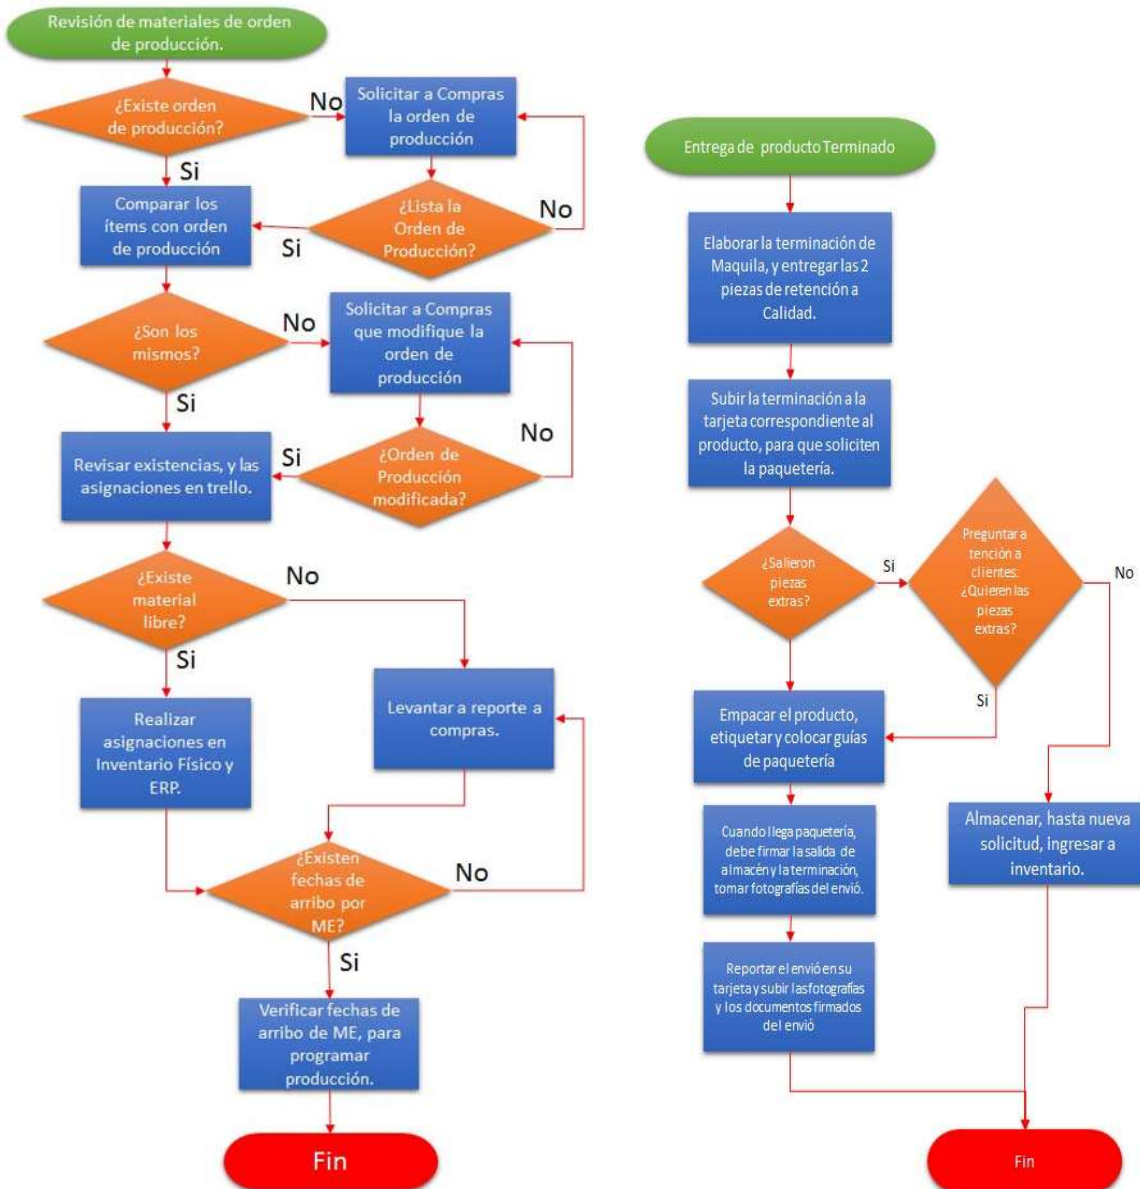 Revisión de materiales de orden
de producción.
¿Existe orden
de producción?
No
Solicitar a Compras
la orden de
producción
Si
Comparar los
ítems con orden
de producción
Si
¿Lista la
Orden de
Producción?
No
¿Son los
mismos?
No
Solicitar a Compras
que modifique la
orden de
producción
Si
Revisar existencias, y las
asignaciones en trello.
Si
¿Orden de
Producción
modificada?
No
¿Existe
material
libre?
No
Si
Realizar
asignaciones en
Inventario Físico y
ERP.
Levantar a reporte a
compras.
¿Existen
fechas de
arribo por
ME?
No
Si
Verificar fechas de
arribo de ME, para
programar
producción.
Fin
Entrega de producto Terminado
Elaborar la terminación de
Maquila, y entregar las 2
piezas de retención a
Calidad.
Subir la terminación a la
tarjeta correspondiente al
producto, para que soliciten
la paquetería.
¿Salieron
piezas
extras?
Si
Preguntar a
tención a
clientes:
¿Quieren las
piezas
extras?
No
Si
Empacar el producto,
etiquetar y colocar guías
de paquetería
Cuando llega paquetería,
debe firmar la salida de
almacén y la terminación,
tomar fotografías del envió.
Almacenar, hasta nueva
solicitud, ingresar a
inventario.
Reportar el envió en su
tarjeta y subir las fotografías
y los documentos firmados
del envió
Fin